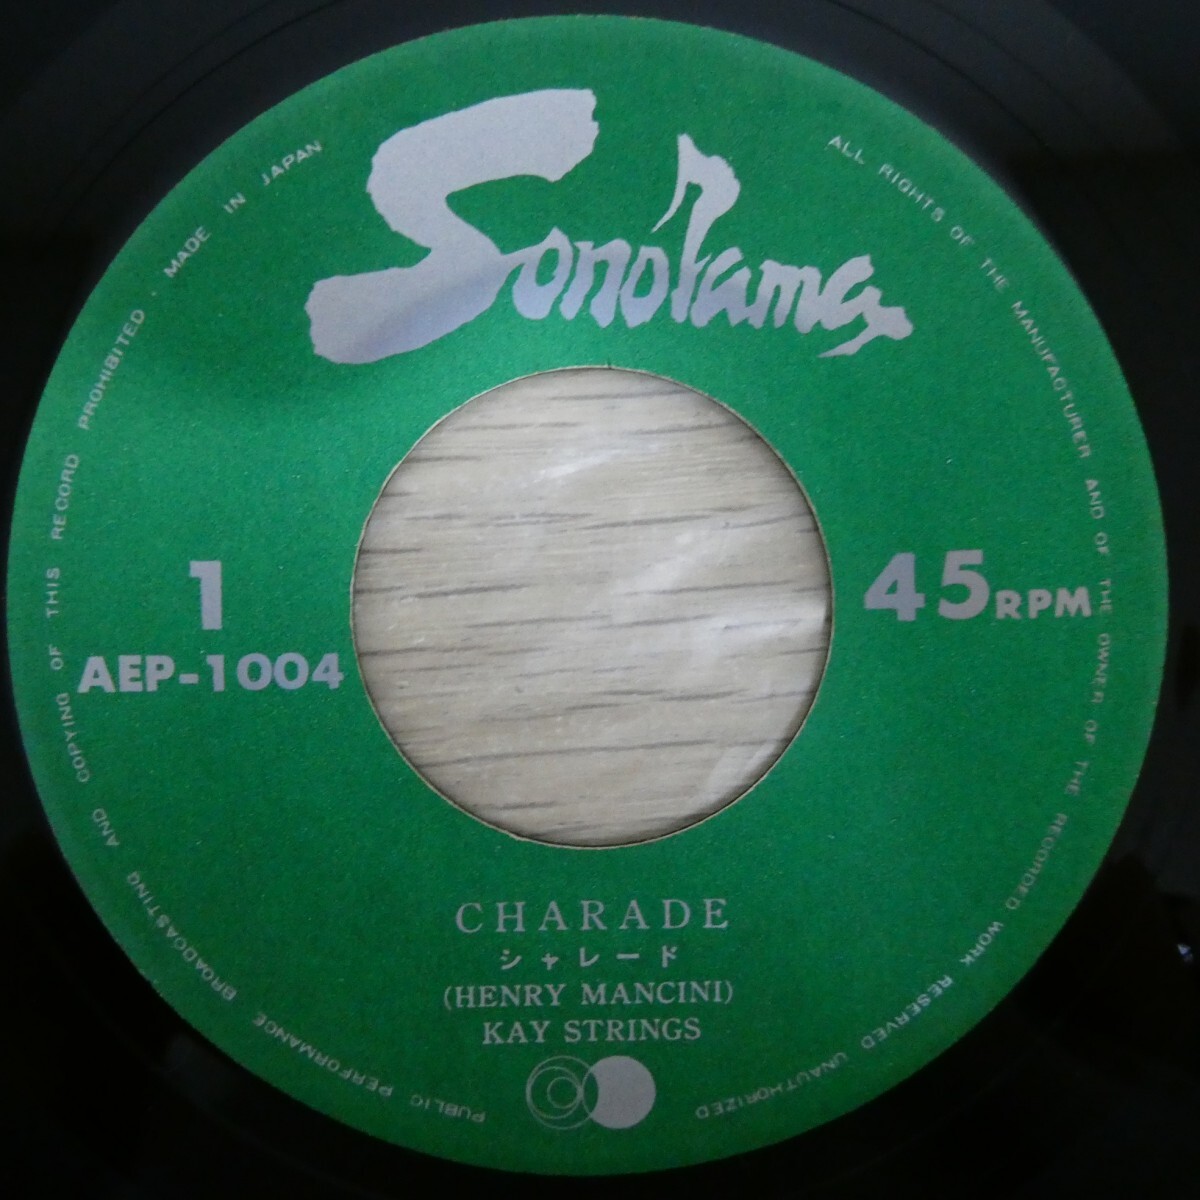 Sonorama
ALL RIGHTS OF THE MANUFACTURER AND OF THE OWNER OF THE RECORDED WORK RESERVED UNAUTHORIZED PUBLIC PERFORMANCE BROADCASTING AND COPYING OF THIS RECORD PROHIBITED . MADE IN JAPAN
1
AEP-1004
45RPM
CHARADE
シャレード
(HENRY MANCINI)
KAY STRINGS